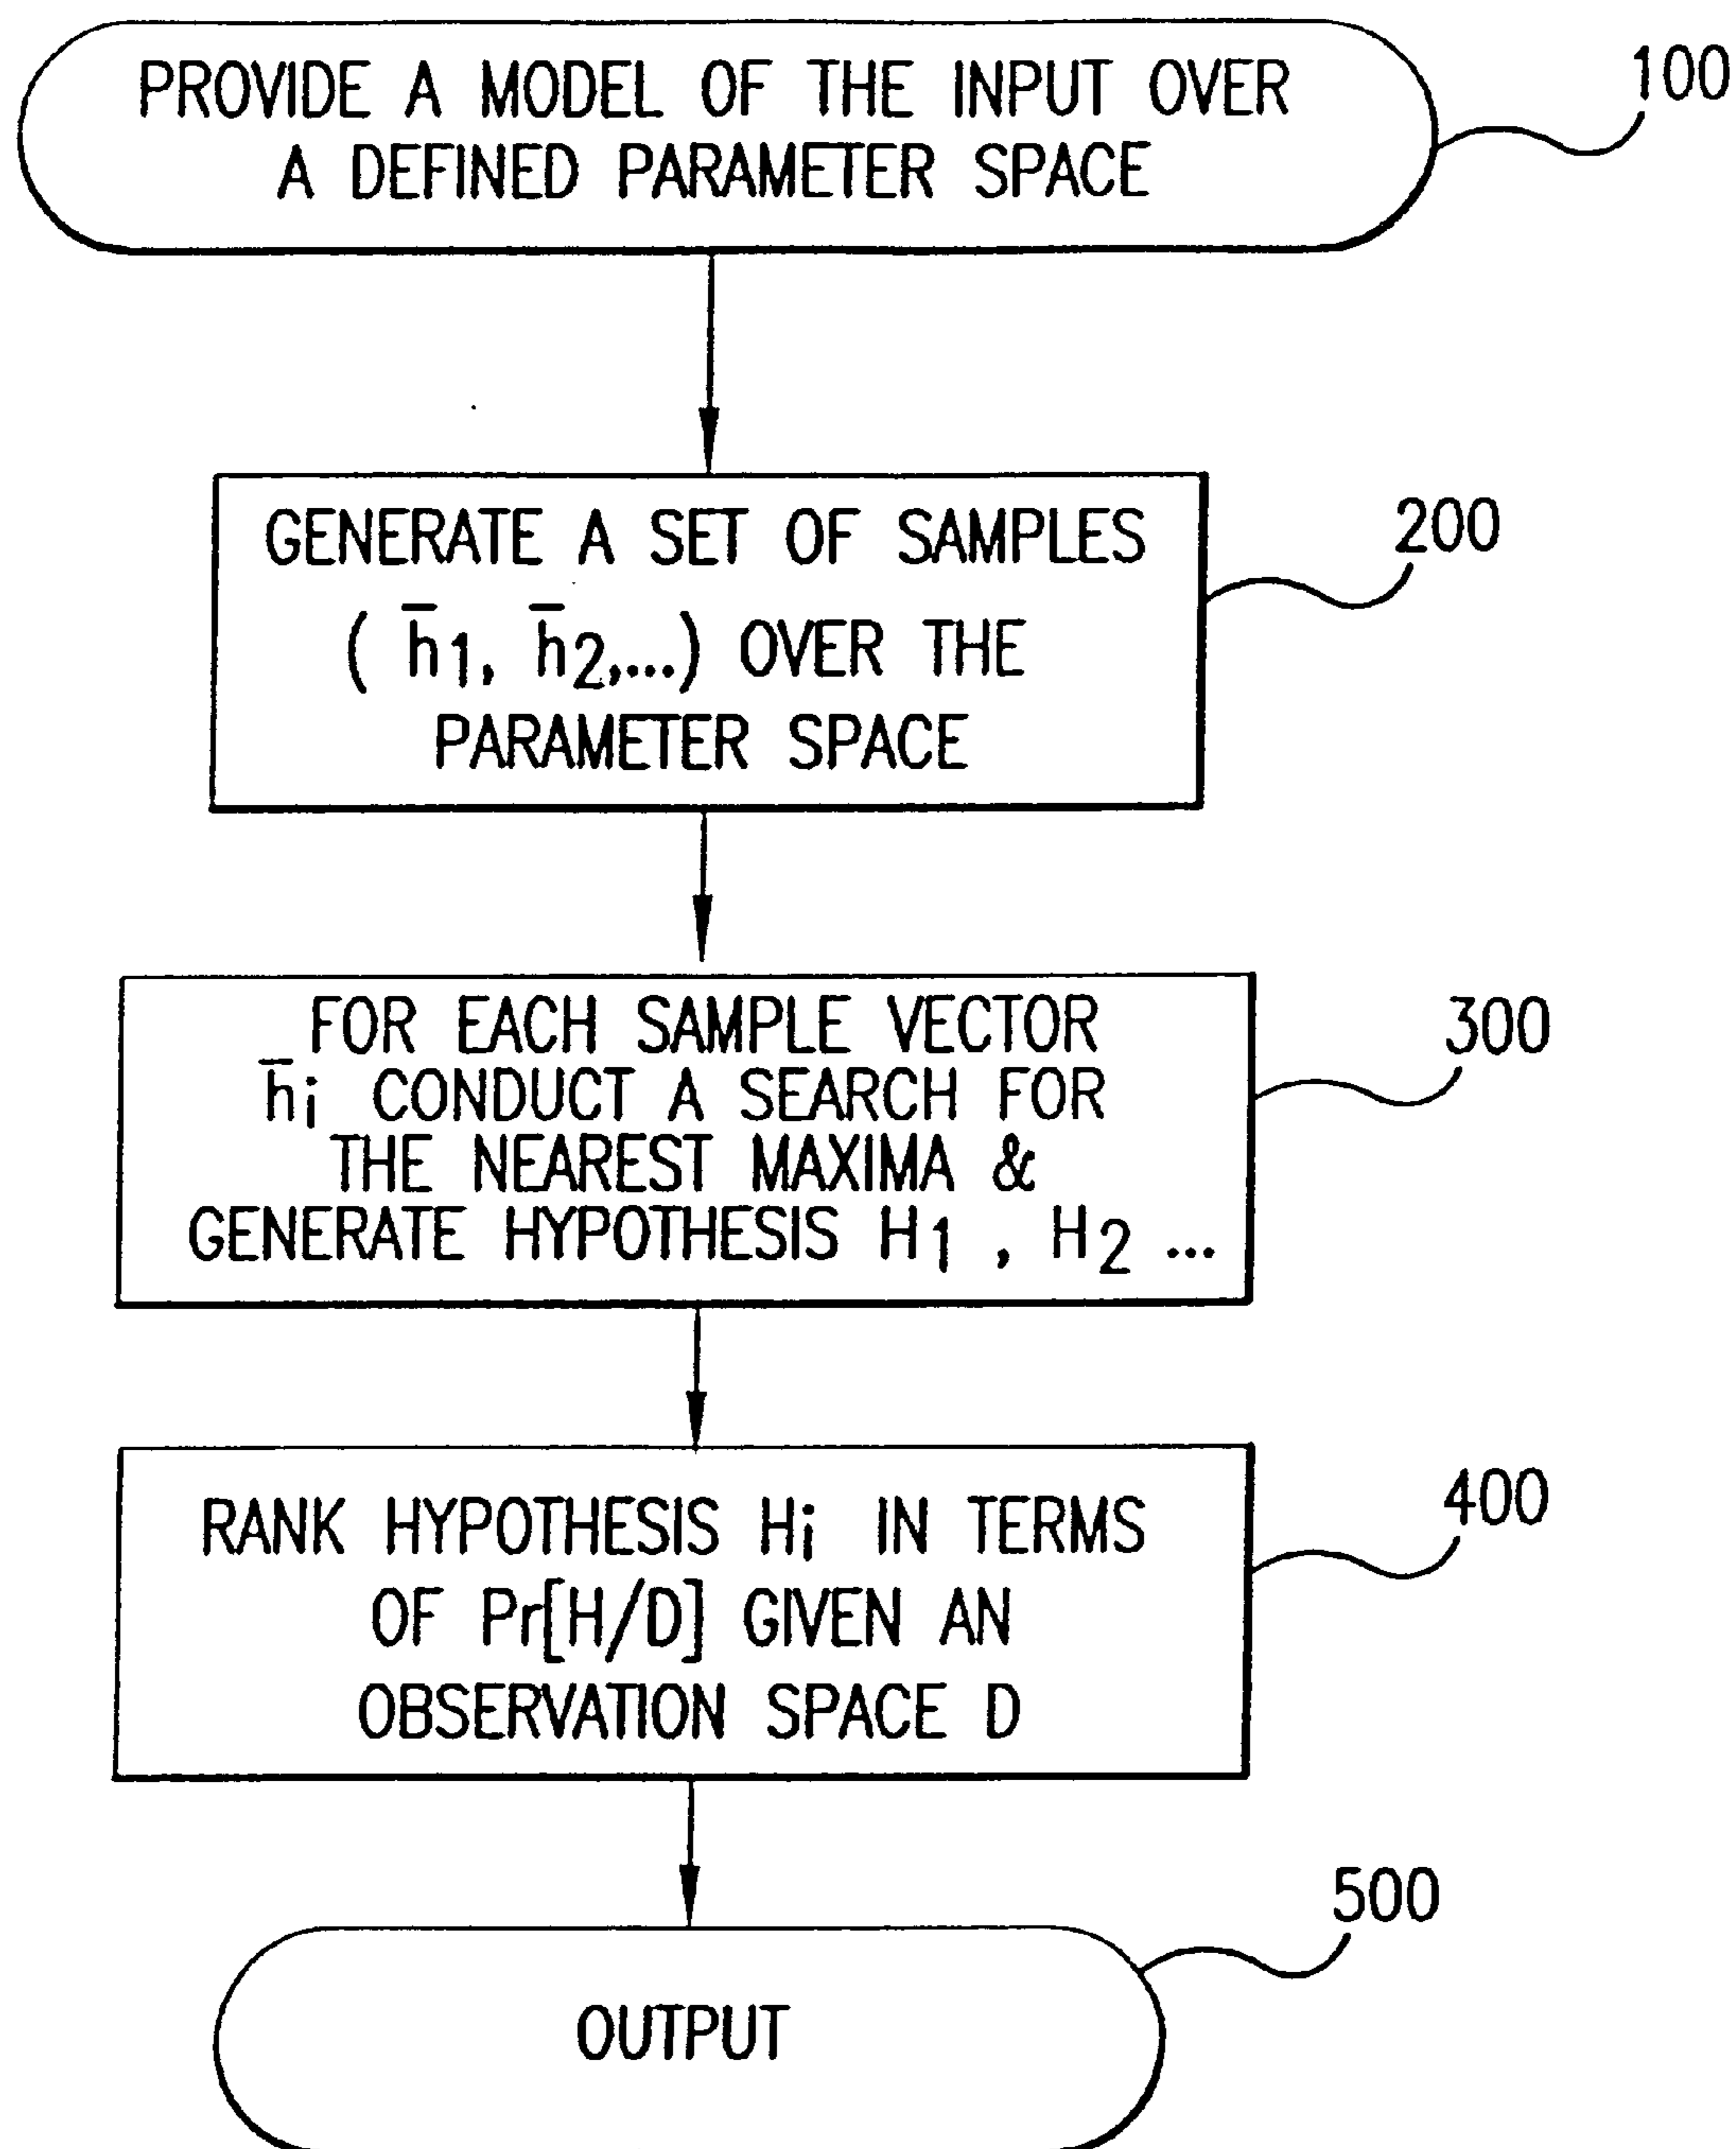 PROVIDE A MODEL OF THE INPUT OVER
A DEFINED PARAMETER SPACE
100
GENERATE A SET OF SAMPLES
( h̅1, h̅2,...) OVER THE
PARAMETER SPACE
200
FOR EACH SAMPLE VECTOR
h̅i CONDUCT A SEARCH FOR
THE NEAREST MAXIMA &
GENERATE HYPOTHESIS H1 , H2 ...
300
RANK HYPOTHESIS Hi IN TERMS
OF Pr[H/D] GIVEN AN
OBSERVATION SPACE D
400
OUTPUT
500